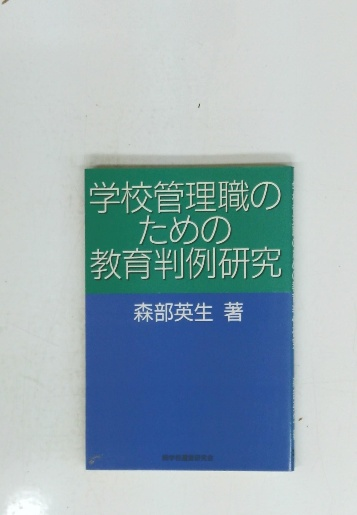 学校管理職の
ための
教育判例研究
森部英生 著